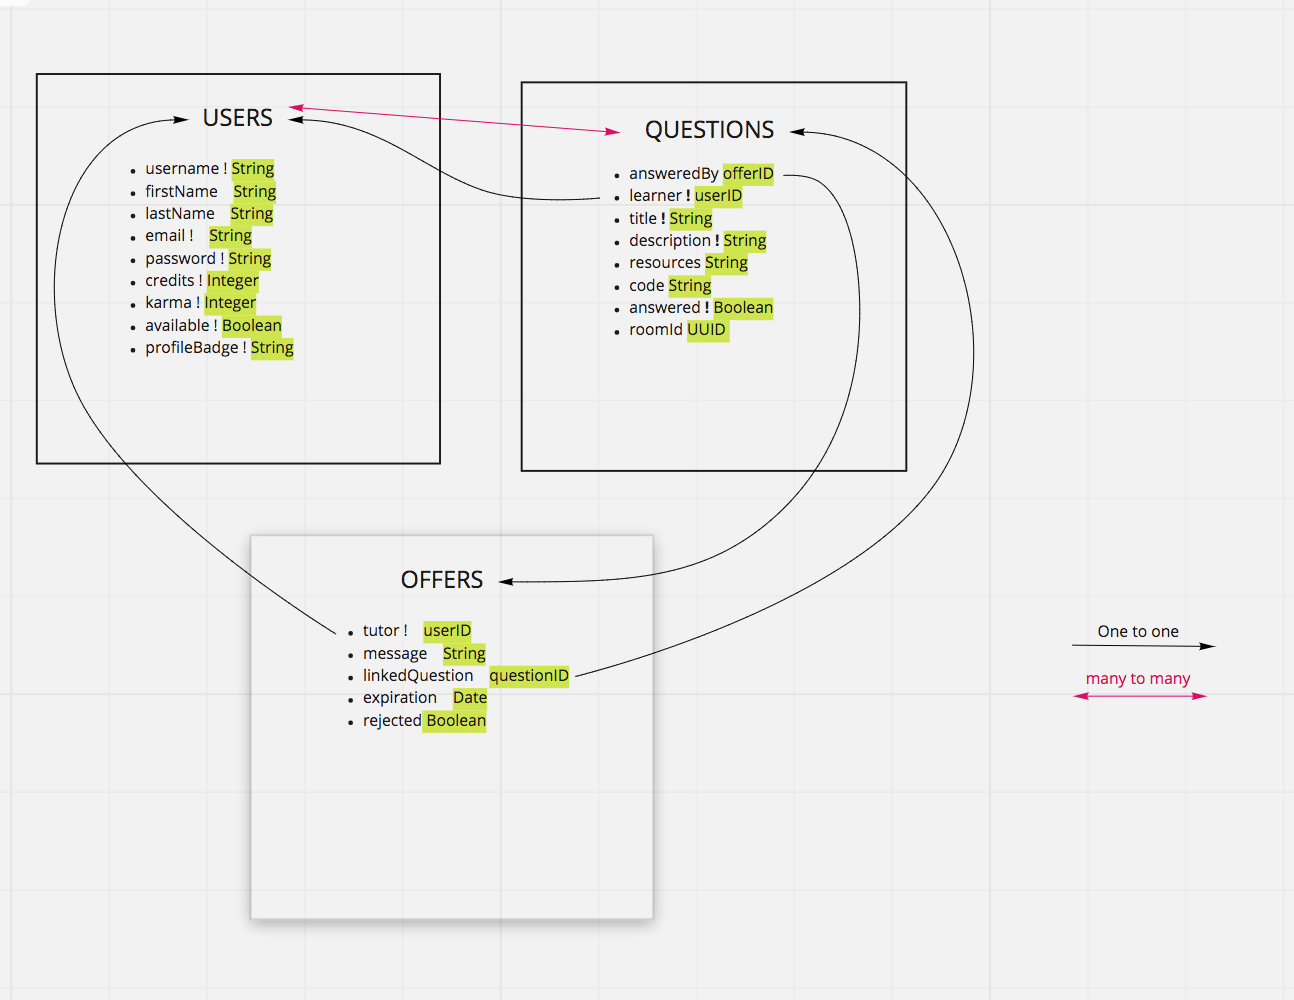 USERS
username ! String
firstName String
lastName String
email ! String
password ! String
credits ! Integer
karma ! Integer
available ! Boolean
profileBadge ! String
QUESTIONS
answeredBy offerID
learner ! userID
title ! String
description ! String
resources String
code String
answered ! Boolean
roomId UUID
OFFERS
tutor ! userID
message String
linkedQuestion questionID
expiration Date
rejected Boolean
One to one
many to many